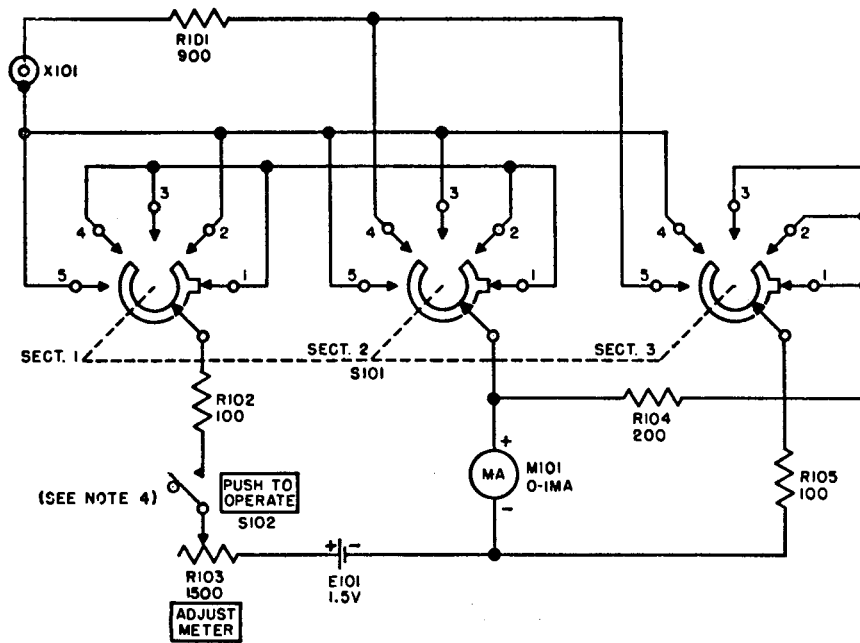 R101
900
X101
3
3
3
4
2
4
2
4
2
5
1
5
1
5
1
SECT. 1
SECT. 2
SECT. 3
S101
R102
100
R104
200
+
MA
M101
0-1MA
-
R105
100
(SEE NOTE 4)
PUSH TO
OPERATE
S102
+ -
R103
1500
E101
1.5V
ADJUST
METER